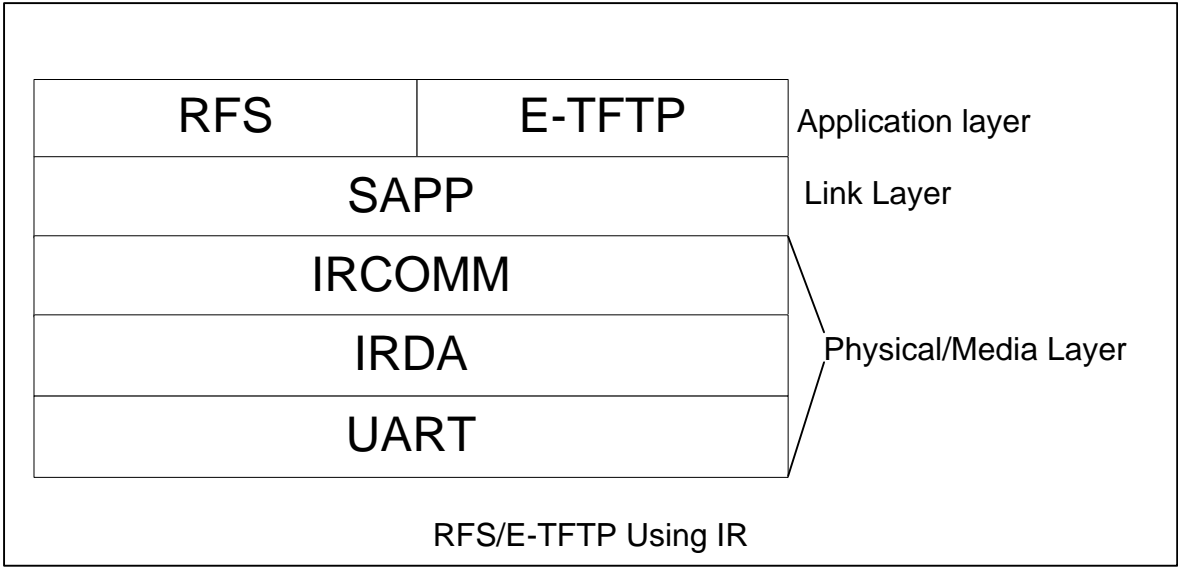 RFS E-TFTP Application layer
SAPP Link Layer
IRCOMM
IRDA Physical/Media Layer
UART
RFS/E-TFTP Using IR